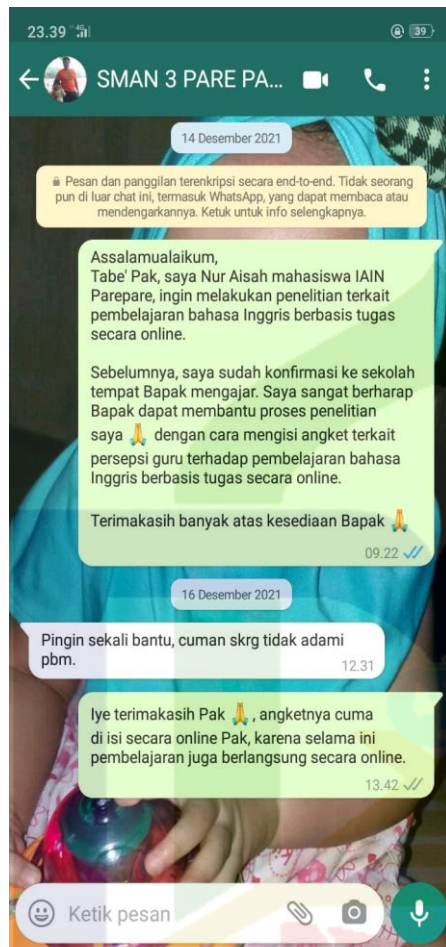 23.39 4G
39
SMAN 3 PARE PA...
14 Desember 2021
Pesan dan panggilan terenkripsi secara end-to-end. Tidak seorang
pun di luar chat ini, termasuk WhatsApp, yang dapat membaca atau
mendengarkannya. Ketuk untuk info selengkapnya.
Assalamualaikum,
Tabe' Pak, saya Nur Aisah mahasiswa IAIN
Parepare, ingin melakukan penelitian terkait
pembelajaran bahasa Inggris berbasis tugas
secara online.
Sebelumnya, saya sudah konfirmasi ke sekolah
tempat Bapak mengajar. Saya sangat berharap
Bapak dapat membantu proses penelitian
saya 🙏 dengan cara mengisi angket terkait
persepsi guru terhadap pembelajaran bahasa
Inggris berbasis tugas secara online.
Terimakasih banyak atas kesediaan Bapak 🙏
09.22
16 Desember 2021
Pingin sekali bantu, cuman skrg tidak adami
pbm.
12.31
Iye terimakasih Pak 🙏, angketnya cuma
di isi secara online Pak, karena selama ini
pembelajaran juga berlangsung secara online.
13.42
Ketik pesan